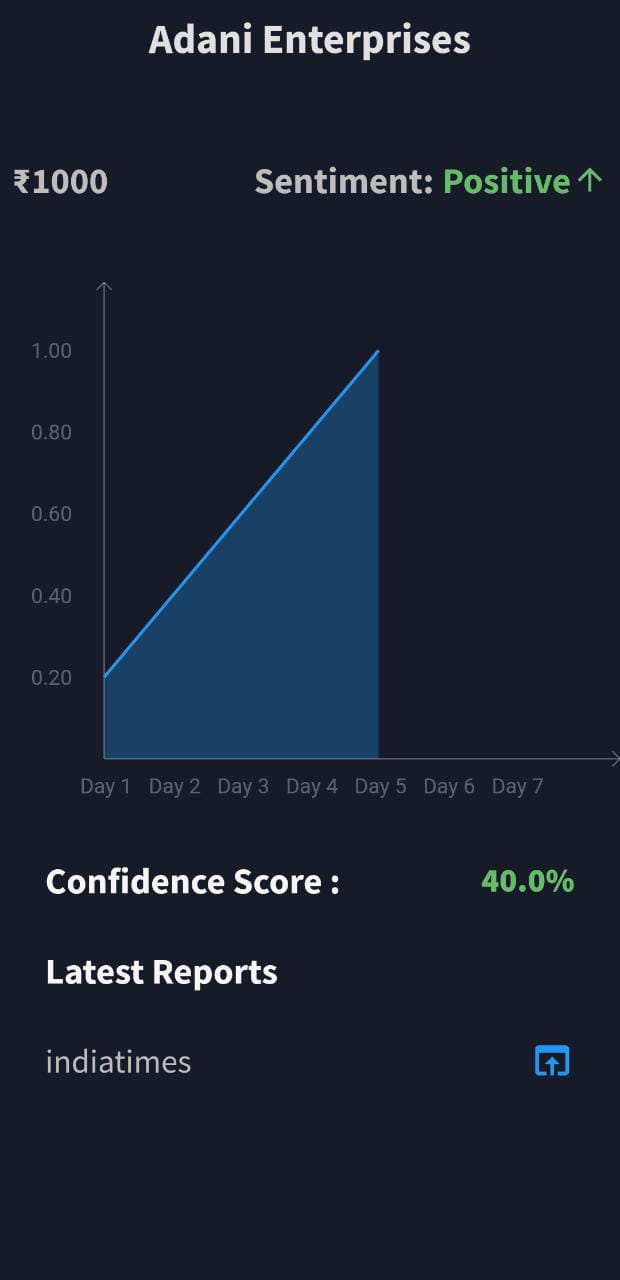 Adani Enterprises
₹1000 Sentiment: Positive
1.00
0.80
0.60
0.40
0.20
Day 1 Day 2 Day 3 Day 4 Day 5 Day 6 Day 7
Confidence Score : 40.0%
Latest Reports
indiatimes